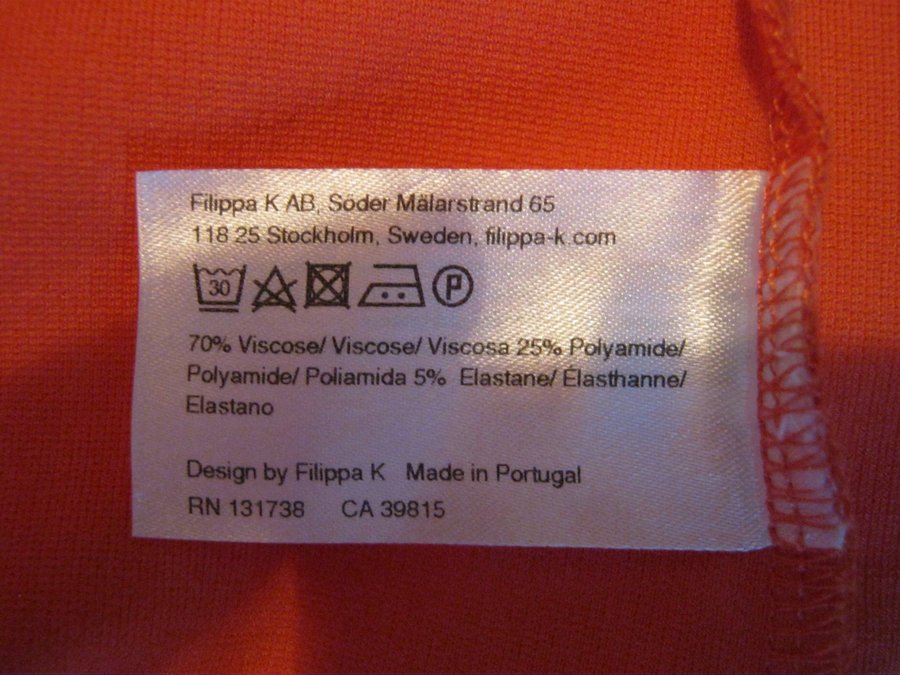 Filippa K AB, Söder Mälarstrand 65
118 25 Stockholm, Sweden, filippa-k.com
30 P
70% Viscose/ Viscose/ Viscosa 25% Polyamide/
Polyamide/ Poliamida 5% Elastane/ Élasthanne/
Elastano
Design by Filippa K Made in Portugal
RN 131738 CA 39815